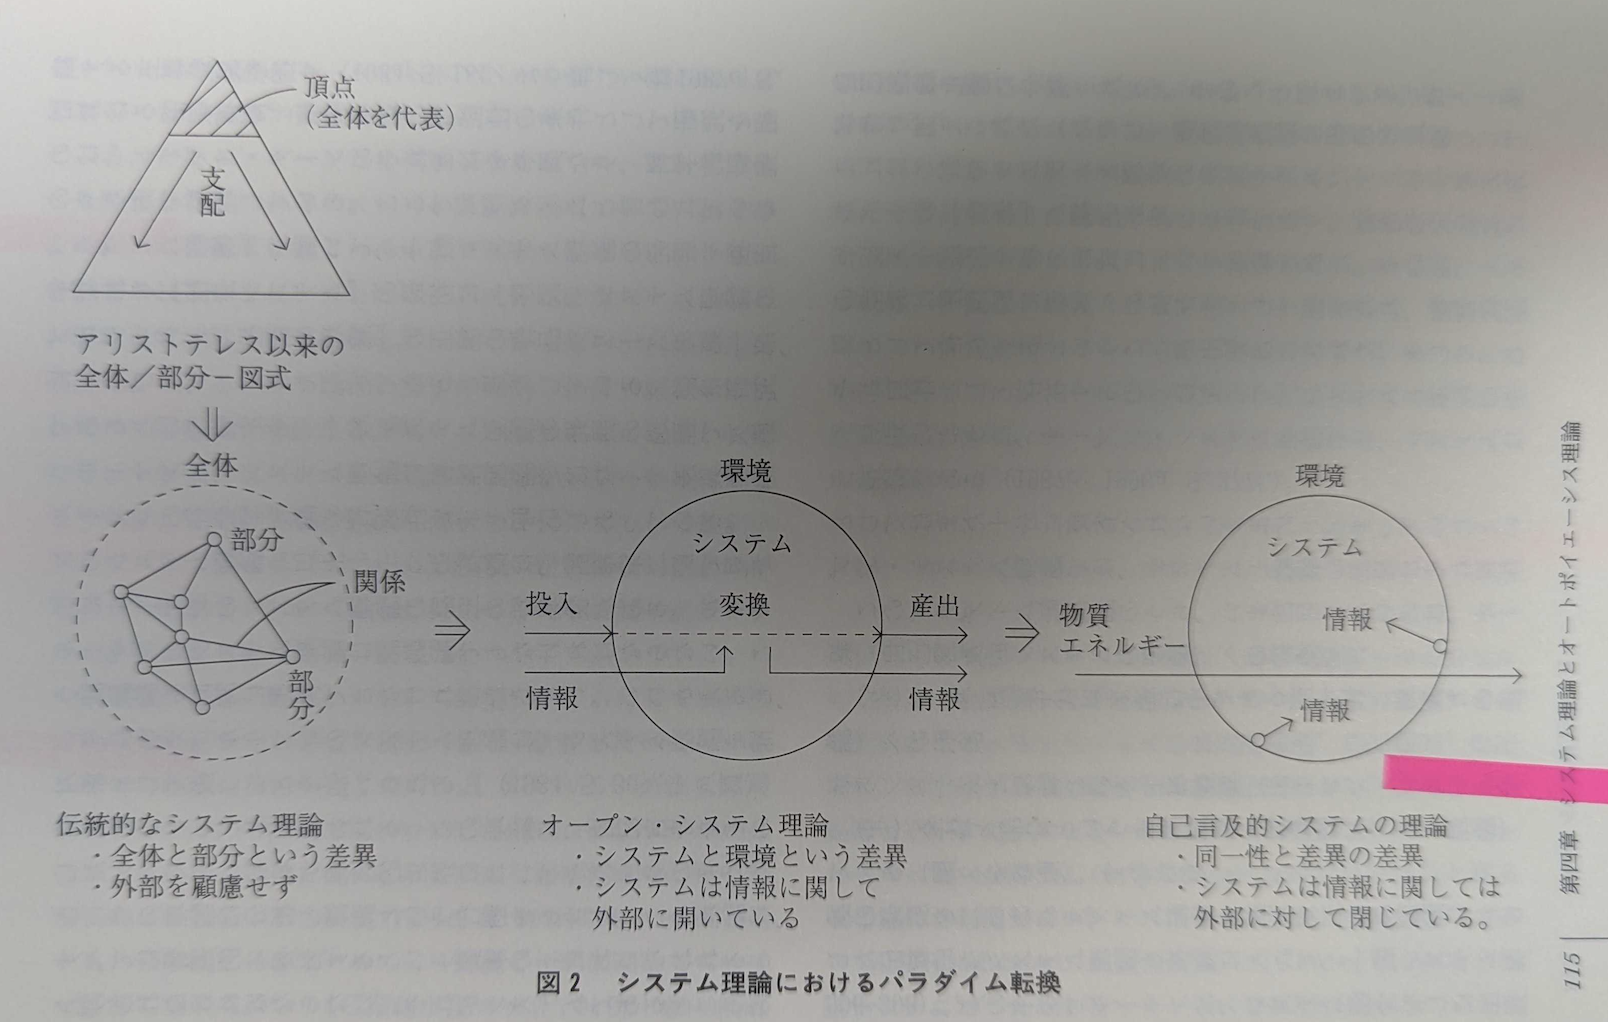 頂点
(全体を代表)
支配
アリストテレス以来の
全体／部分－図式
全体
部分
関係
部分
伝統的なシステム理論
・全体と部分という差異
・外部を顧慮せず
環境
システム
投入
変換
産出
情報
情報
オープン・システム理論
・システムと環境という差異
・システムは情報に関して
外部に開いている
環境
システム
物質
エネルギー
情報
情報
自己言及的システムの理論
・同一性と差異の差異
・システムは情報に関しては
外部に対して閉じている。
図2 システム理論におけるパラダイム転換
第四章 システム理論とオートポイエーシス理論
115